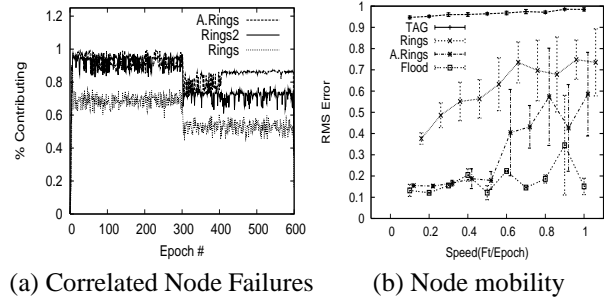 A.Rings
Rings2
Rings
% Contributing
1.2
1
0.8
0.6
0.4
0.2
0
0 100 200 300 400 500 600
Epoch #
(a) Correlated Node Failures
TAG
Rings
A.Rings
Flood
RMS Error
1
0.9
0.8
0.7
0.6
0.5
0.4
0.3
0.2
0.1
0
0 0.2 0.4 0.6 0.8 1
Speed(Ft/Epoch)
(b) Node mobility